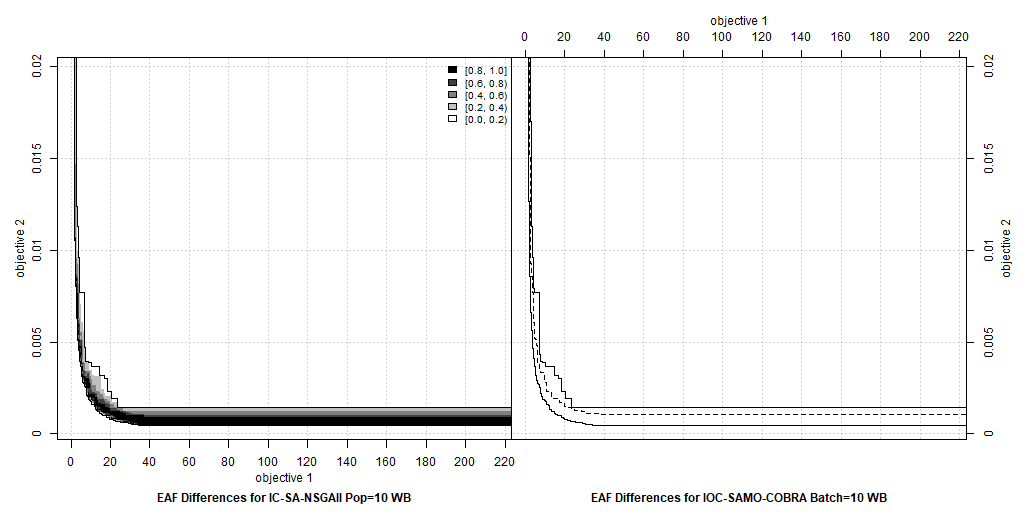 objective 1
0 20 40 60 80 100 120 140 160 180 200 220
0.02
0.015
0.01
0.005
0
objective 2
[0.8, 1.0]
[0.6, 0.8)
[0.4, 0.6)
[0.2, 0.4)
[0.0, 0.2)
0.02
0.015
0.01
0.005
0
objective 2
0 20 40 60 80 100 120 140 160 180 200 220
objective 1
EAF Differences for IC-SA-NSGAII Pop=10 WB
EAF Differences for IOC-SAMO-COBRA Batch=10 WB